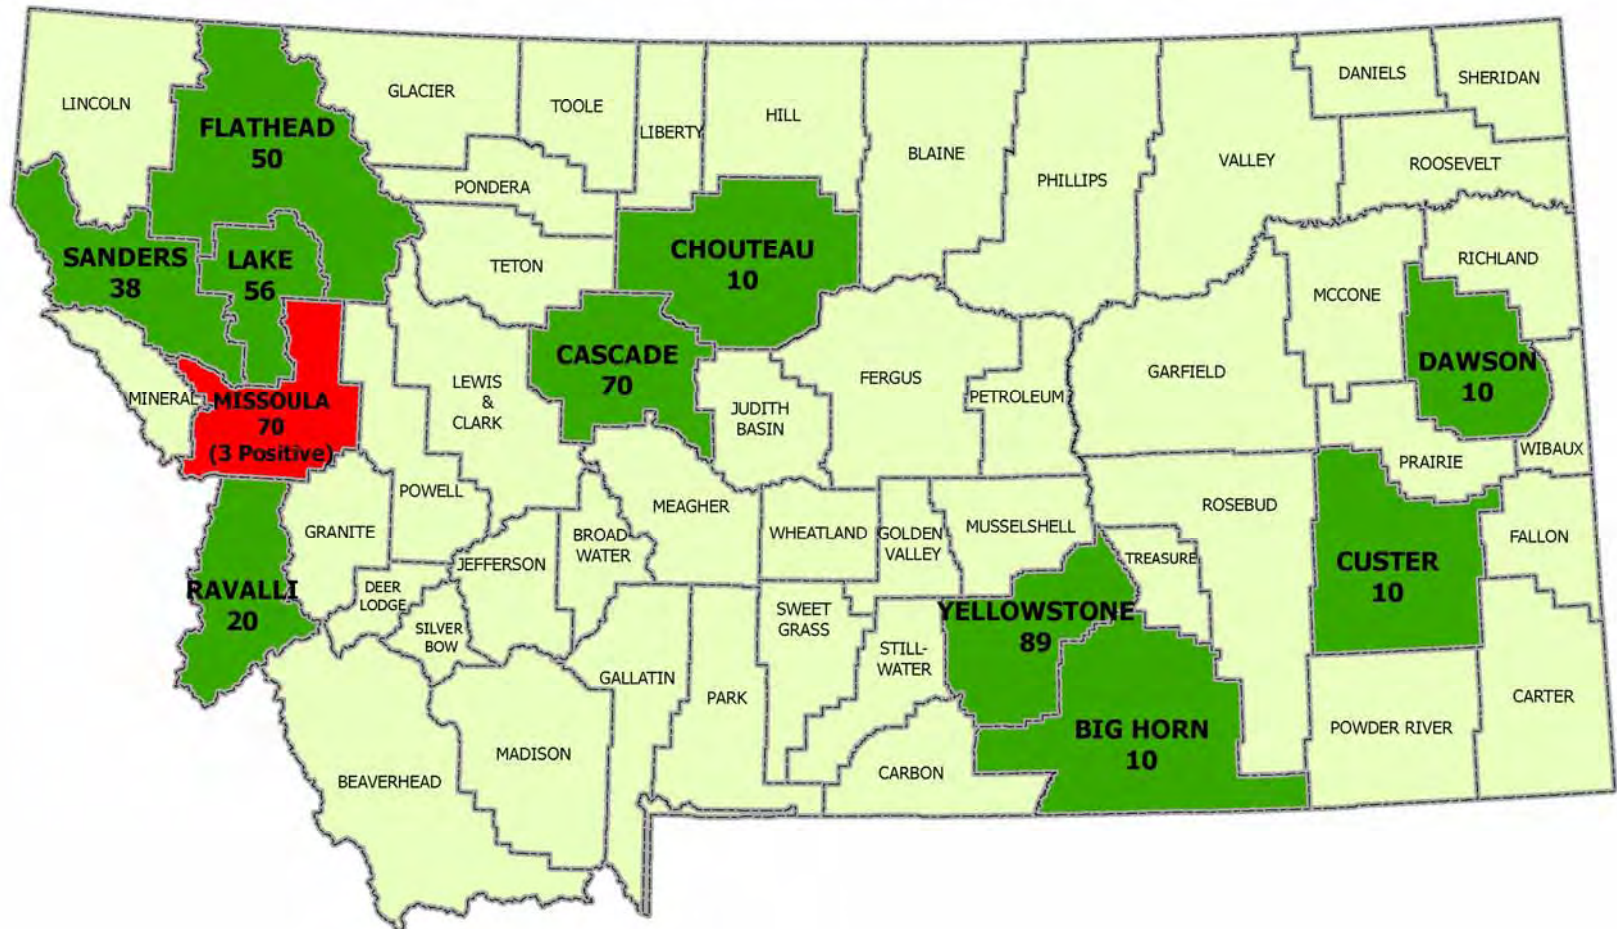 LINCOLN
FLATHEAD
50
GLACIER
TOOLE
LIBERTY
HILL
BLAINE
PHILLIPS
VALLEY
DANIELS
SHERIDAN
ROOSEVELT
PONDERA
SANDERS
38
LAKE
56
TETON
CHOUTEAU
10
RICHLAND
MCCONE
MINERAL
MISSOULA
70
(3 Positive)
LEWIS
&
CLARK
CASCADE
70
JUDITH
BASIN
FERGUS
PETROLEUM
GARFIELD
DAWSON
10
PRAIRIE
WIBAUX
RAVALLI
20
GRANITE
POWELL
DEER
LODGE
SILVER
BOW
JEFFERSON
BROAD
WATER
MEAGHER
WHEATLAND
GOLDEN
VALLEY
MUSSELSHELL
ROSEBUD
TREASURE
CUSTER
10
FALLON
BEAVERHEAD
MADISON
GALLATIN
PARK
SWEET
GRASS
STILL-
WATER
YELLOWSTONE
89
CARBON
BIG HORN
10
POWDER RIVER
CARTER